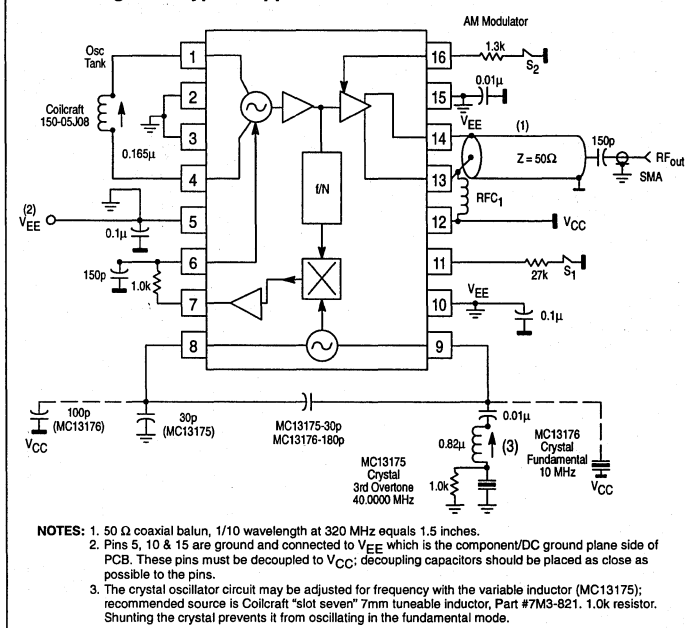 AM Modulator
Osc
Tank
1
16
1.3k
S2
Coilcraft
150-05J08
2
15
0.01µ
VEE
(1)
3
14
150p
0.165µ
Z = 50Ω
RFout
4
13
SMA
f/N
RFC1
(2)
VEE
5
12
VCC
0.1µ
6
11
150p
1.0k
27k
S1
7
10
VEE
0.1µ
8
9
100p
(MC13176)
30p
(MC13175)
MC13175-30p
MC13176-180p
0.01µ
VCC
0.82µ
(3)
MC13176
Crystal
Fundamental
10 MHz
MC13175
Crystal
3rd Overtone
40.0000 MHz
1.0k
VCC
NOTES: 1. 50 Ω coaxial balun, 1/10 wavelength at 320 MHz equals 1.5 inches.
2. Pins 5, 10 & 15 are ground and connected to VEE which is the component/DC ground plane side of
PCB. These pins must be decoupled to VCC; decoupling capacitors should be placed as close as
possible to the pins.
3. The crystal oscillator circuit may be adjusted for frequency with the variable inductor (MC13175);
recommended source is Coilcraft “slot seven” 7mm tuneable inductor, Part #7M3-821. 1.0k resistor.
Shunting the crystal prevents it from oscillating in the fundamental mode.